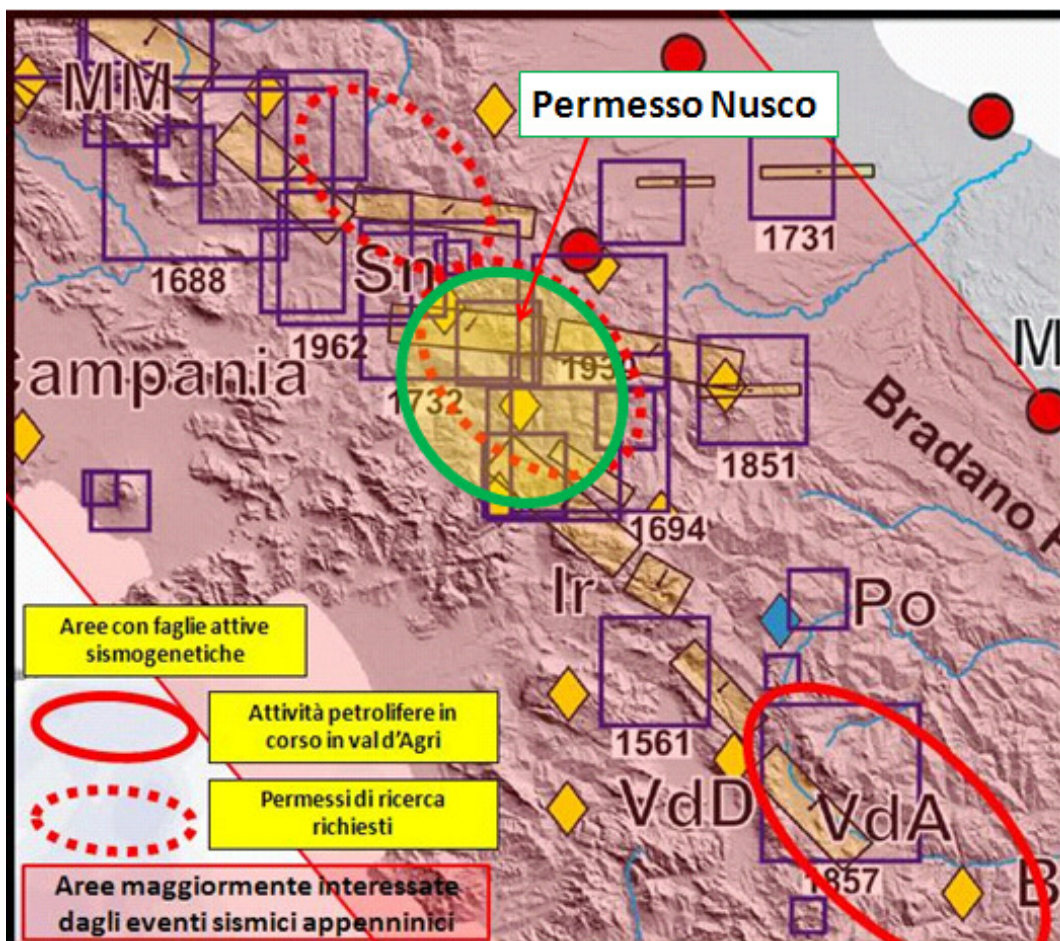 MM
Permesso Nusco
1731
1688
Sn
1962
Campania
1732
1930
M
1851
Bradano F
1694
Ir
Po
Aree con faglie attive
sismogenetiche
Attività petrolifere in
corso in val d'Agri
1561
VdD
VdA
Permessi di ricerca
richiesti
1857
B
Aree maggiormente interessate
dagli eventi sismici appenninici